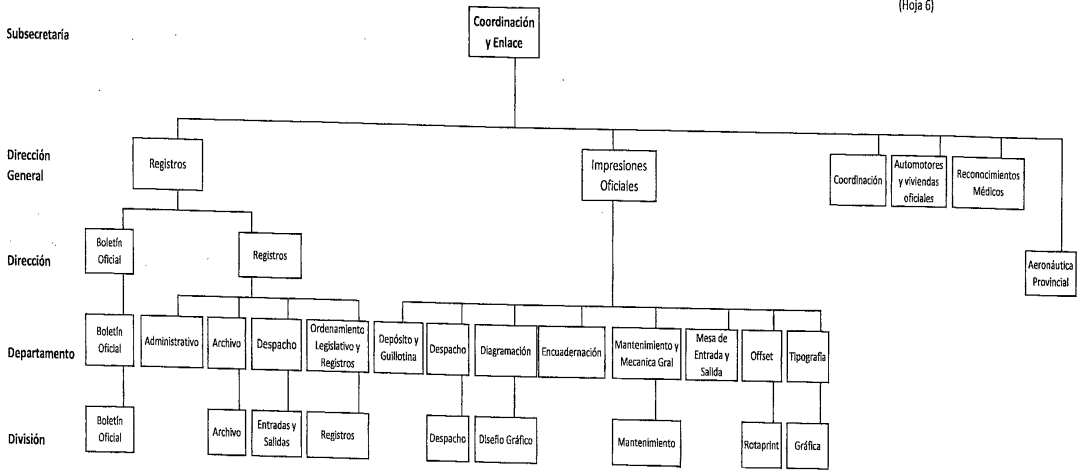 (Hoja 6)
Subsecretaría
Coordinación
y Enlace
Dirección
General
Registros
Impresiones
Oficiales
Coordinación
Automotores
y viviendas
oficiales
Reconocimientos
Médicos
Dirección
Boletín
Oficial
Registros
Aeronáutica
Provincial
Departamento
Boletín
Oficial
Administrativo
Archivo
Despacho
Ordenamiento
Legislativo y
Registros
Depósito y
Guillotina
Despacho
Diagramación
Encuadernación
Mantenimiento y
Mecanica Gral
Mesa de
Entrada y
Salida
Offset
Tipografía
División
Boletín
Oficial
Archivo
Entradas y
Salidas
Registros
Despacho
Diseño Gráfico
Mantenimiento
Rotaprint
Gráfica